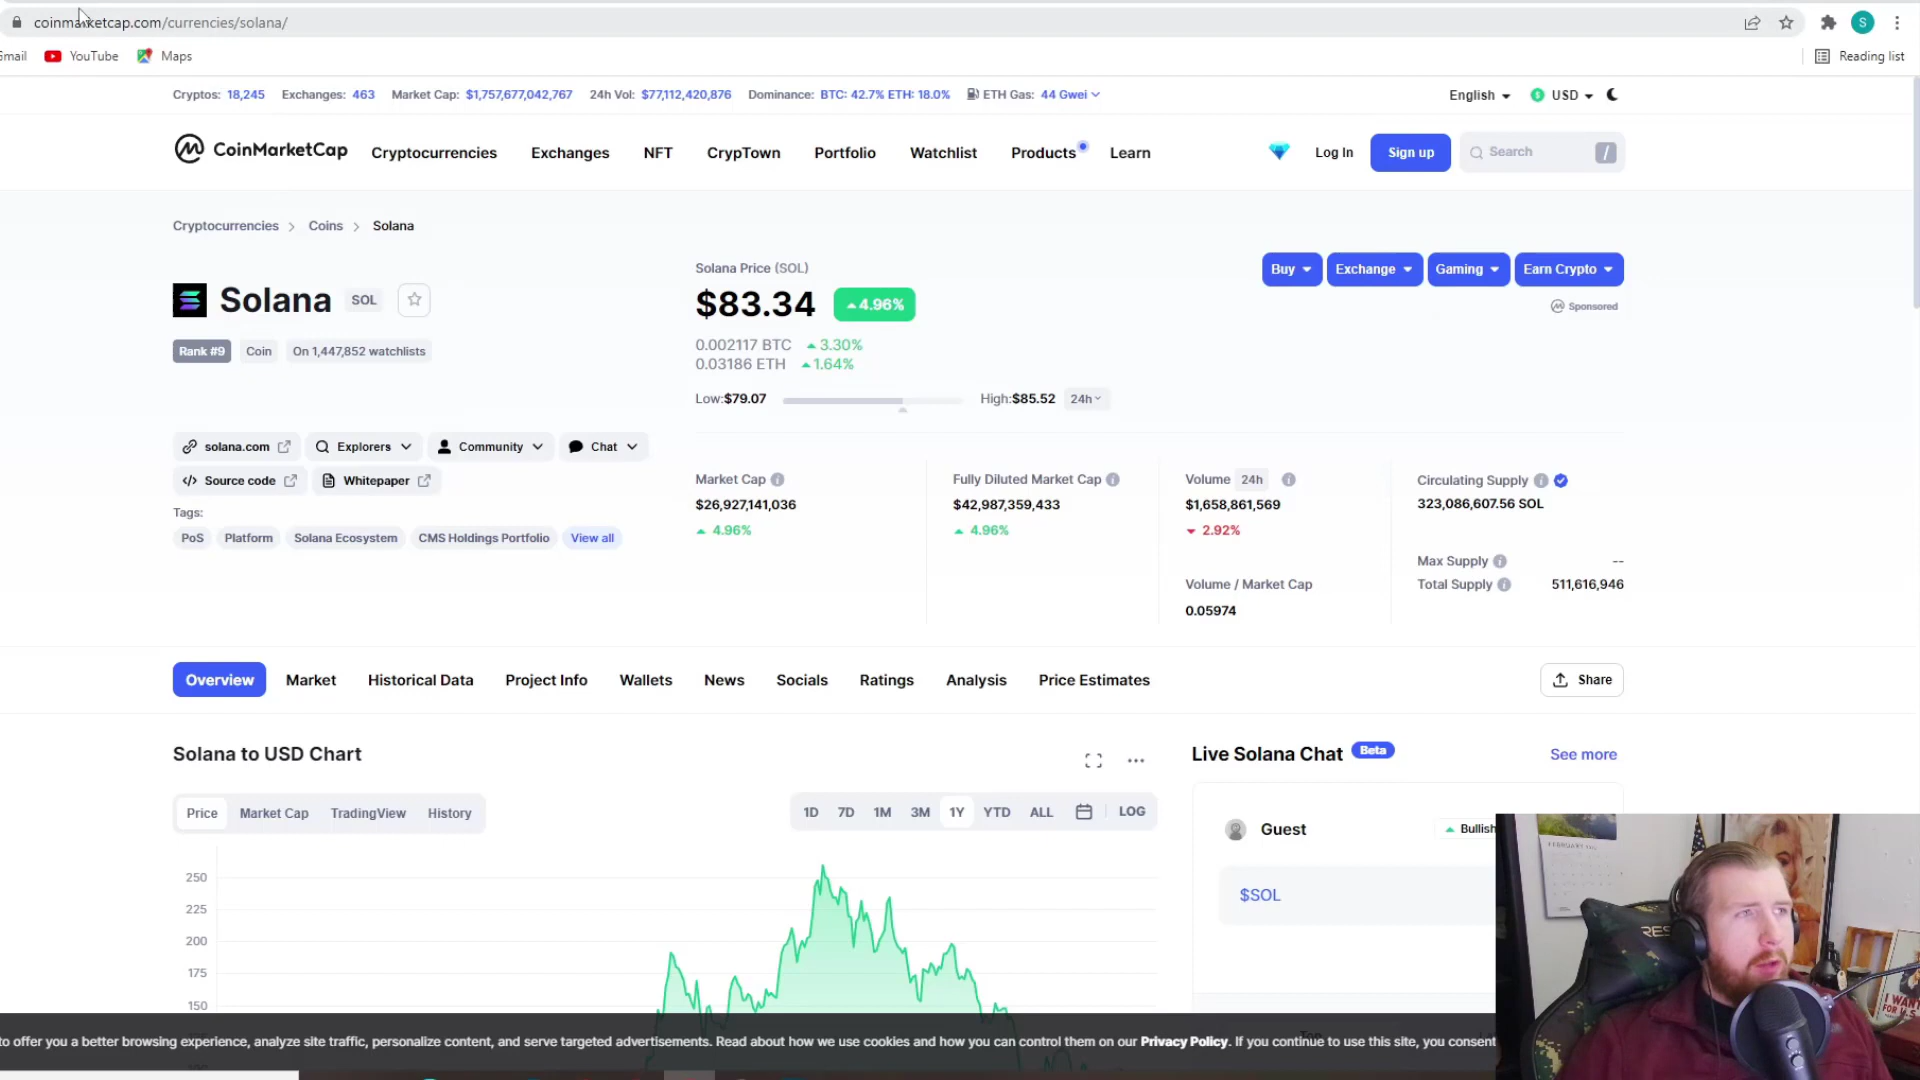 coinmarketcap.com/currencies/solana/
Gmail YouTube Maps Reading list
Cryptos: 18,245 Exchanges: 463 Market Cap: $1,757,677,042,767 24h Vol: $77,112,420,876 Dominance: BTC: 42.7% ETH: 18.0% ETH Gas: 44 Gwei English USD
CoinMarketCap Cryptocurrencies Exchanges NFT CrypTown Portfolio Watchlist Products Learn Log In Sign up Search /
Cryptocurrencies > Coins > Solana
Solana SOL
Rank #9 Coin On 1,447,852 watchlists
Solana Price (SOL)
$83.34 4.96%
0.002117 BTC 3.30%
0.03186 ETH 1.64%
Low:$79.07 High:$85.52 24h
Buy Exchange Gaming Earn Crypto
Sponsored
solana.com Explorers Community Chat
Source code Whitepaper
Tags:
PoS Platform Solana Ecosystem CMS Holdings Portfolio View all
Market Cap
$26,927,141,036
4.96%
Fully Diluted Market Cap
$42,987,359,433
4.96%
Volume 24h
$1,658,861,569
2.92%
Volume / Market Cap
0.05974
Circulating Supply
323,086,607.56 SOL
Max Supply --
Total Supply 511,616,946
Overview Market Historical Data Project Info Wallets News Socials Ratings Analysis Price Estimates Share
Solana to USD Chart
Price Market Cap TradingView History 1D 7D 1M 3M 1Y YTD ALL LOG
250
225
200
175
150
Live Solana Chat Beta See more
Guest Bullish
$SOL
FEBRUARY
I WANT
to offer you a better browsing experience, analyze site traffic, personalize content, and serve targeted advertisements. Read about how we use cookies and how you can control them on our Privacy Policy. If you continue to use this site, you consent